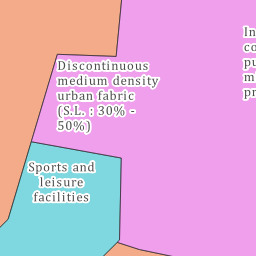 Discontinuous
medium density
urban fabric
(S.L. : 30% -
50%)
Sports and
leisure
facilities